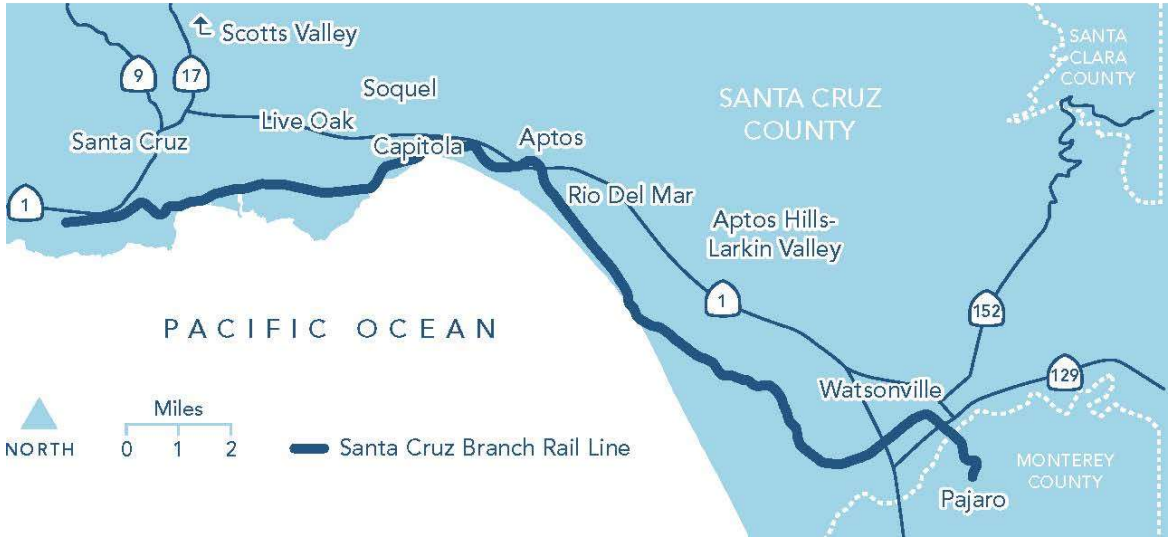 Scotts Valley
9
17
SANTA
CLARA
COUNTY
Soquel
SANTA CRUZ
COUNTY
Live Oak
Santa Cruz
Capitola
Aptos
1
Rio Del Mar
Aptos Hills-
Larkin Valley
1
152
PACIFIC OCEAN
129
Watsonville
Miles
NORTH
0 1 2
Santa Cruz Branch Rail Line
MONTEREY
COUNTY
Pajaro